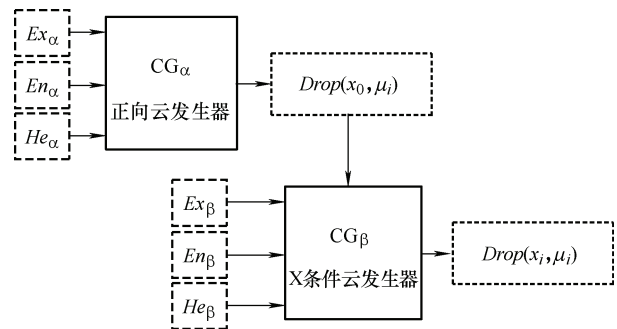 Exα
Enα
Heα
CGα
正向云发生器
Drop(x₀,μᵢ)
Exβ
Enβ
Heβ
CGβ
X条件云发生器
Drop(xᵢ,μᵢ)